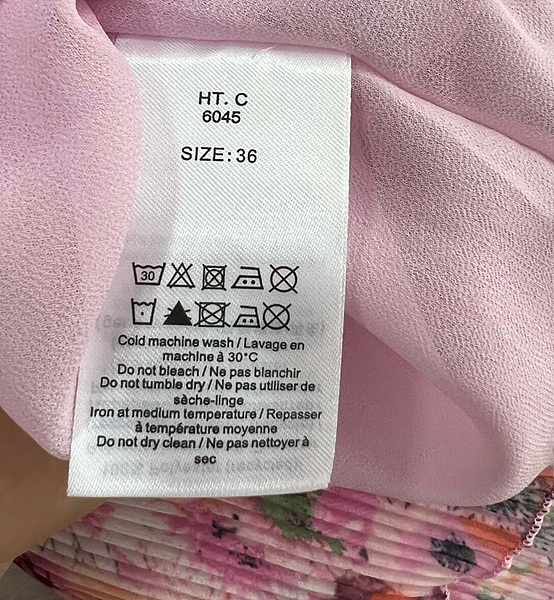 HT. C
6045
SIZE:36
30
Cold machine wash / Lavage en
machine à 30°C
Do not bleach / Ne pas blanchir
Do not tumble dry / Ne pas utiliser de
sèche-linge
Iron at medium temperature / Repasser
à température moyenne
Do not dry clean / Ne pas nettoyer à
sec